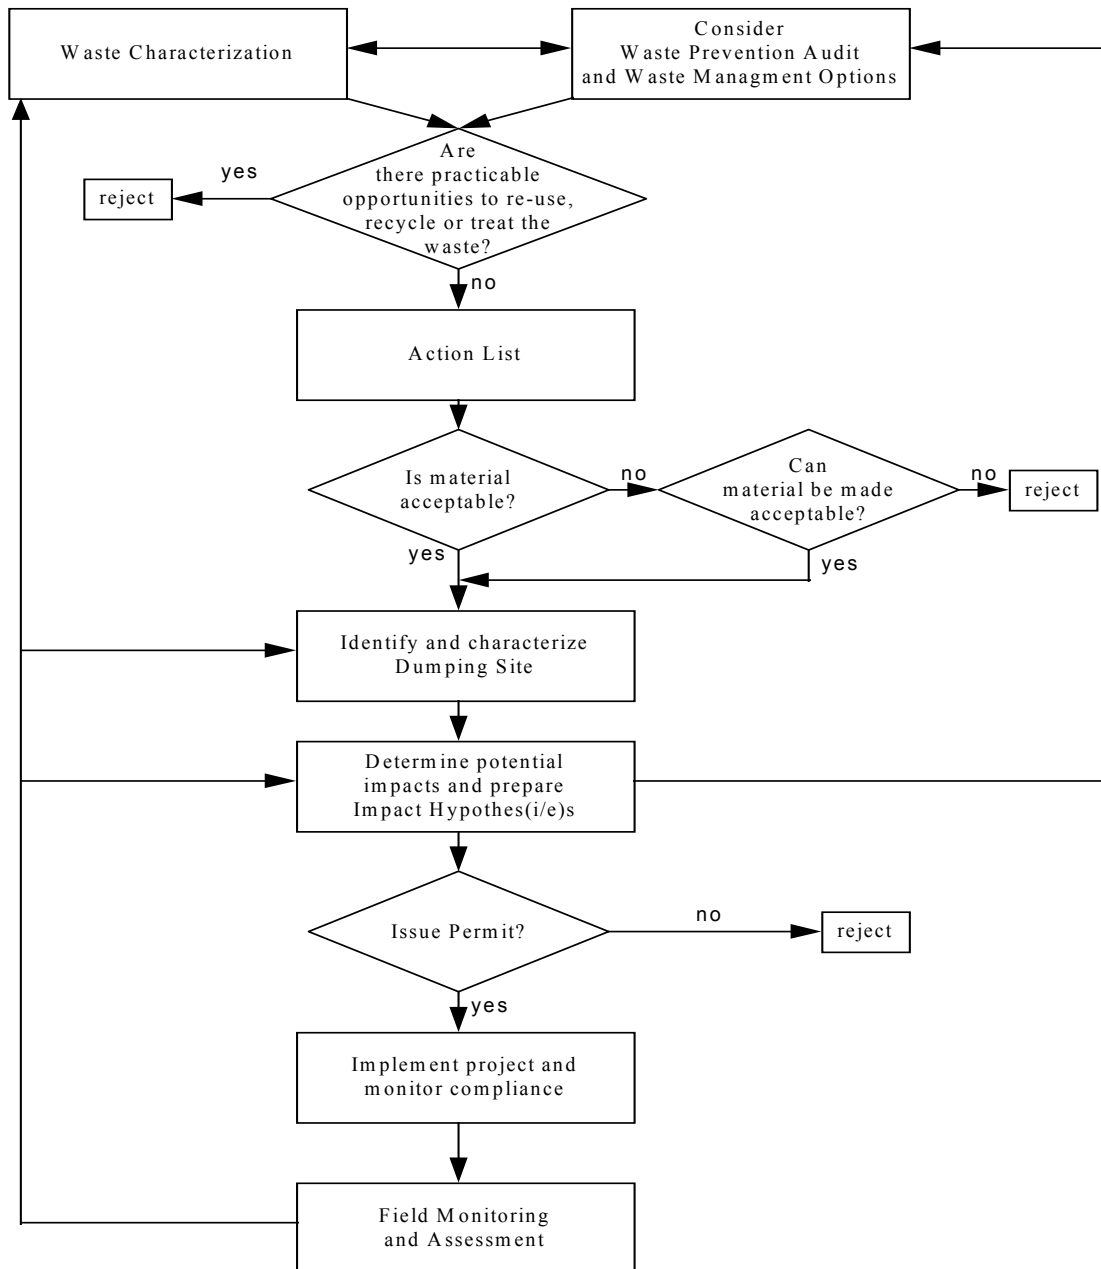 Waste Characterization
Consider
Waste Prevention Audit
and Waste Managment Options
Are
there practicable
opportunities to re-use,
recycle or treat the
waste?
yes
reject
no
Action List
Is material
acceptable?
no
Can
material be made
acceptable?
no
reject
yes
yes
Identify and characterize
Dumping Site
Determine potential
impacts and prepare
Impact Hypothes(i/e)s
Issue Permit?
no
reject
yes
Implement project and
monitor compliance
Field Monitoring
and Assessment